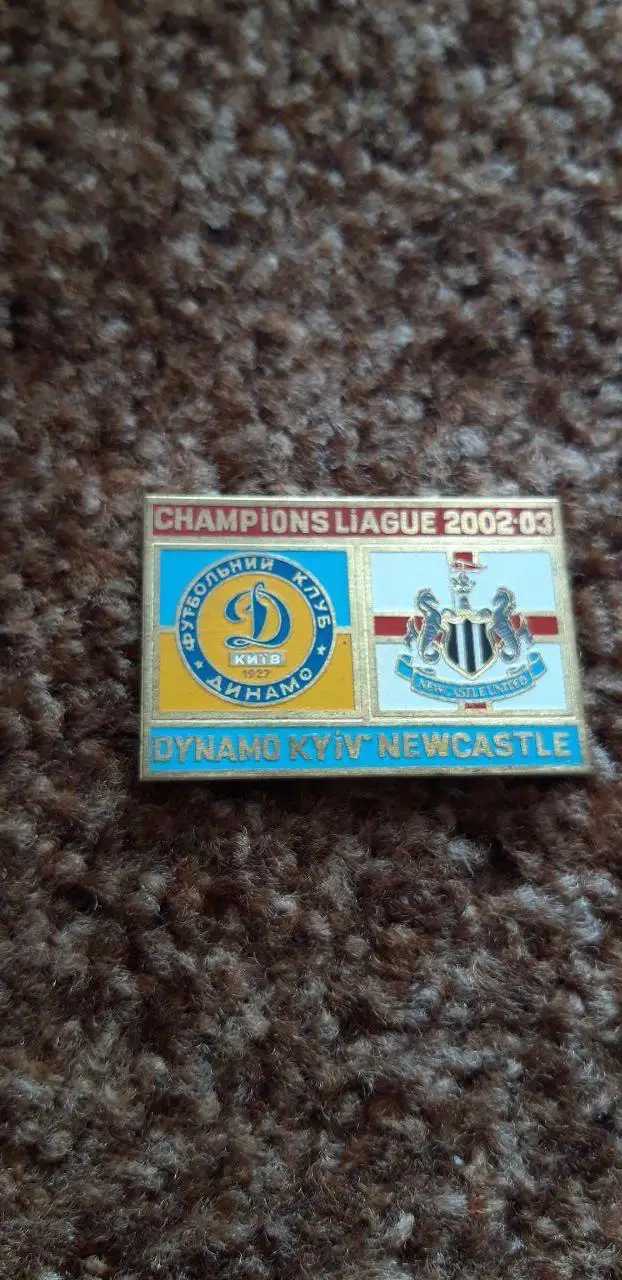 CHAMPiONS LiAGUE 2002-03
ФУТБОЛЬНИЙ КЛУБ
КИЇВ
1927
ДИНАМО
NEWCASTLE UNITED
DYNAMO KYiV NEWCASTLE